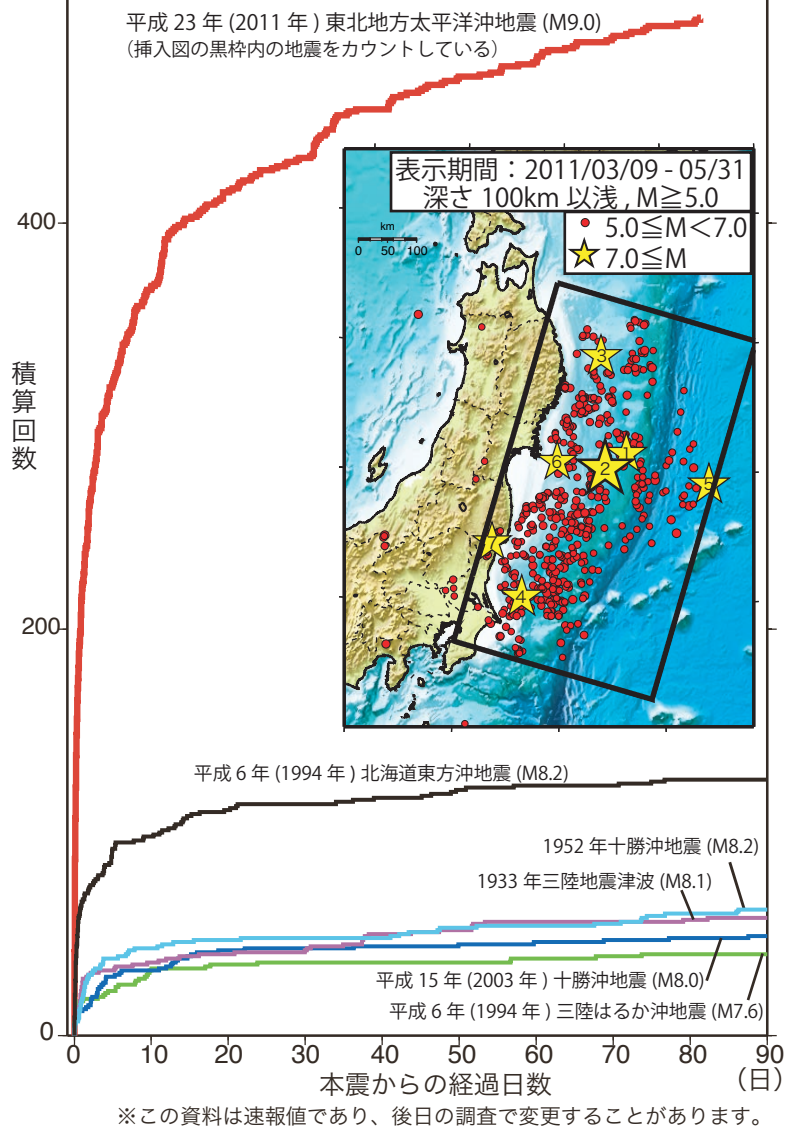 平成 23 年 (2011 年 ) 東北地方太平洋沖地震 (M9.0)
（挿入図の黒枠内の地震をカウントしている）
400
表示期間：2011/03/09 - 05/31
深さ 100km 以浅 , M≧5.0
km
0 50 100
5.0≦M＜7.0
7.0≦M
3
1
6
2
5
7
4
積算回数
200
平成 6 年 (1994 年 ) 北海道東方沖地震 (M8.2)
1952 年十勝沖地震 (M8.2)
1933 年三陸地震津波 (M8.1)
平成 15 年 (2003 年 ) 十勝沖地震 (M8.0)
平成 6 年 (1994 年 ) 三陸はるか沖地震 (M7.6)
0
0 10 20 30 40 50 60 70 80 90
本震からの経過日数
（日）
※この資料は速報値であり、後日の調査で変更することがあります。